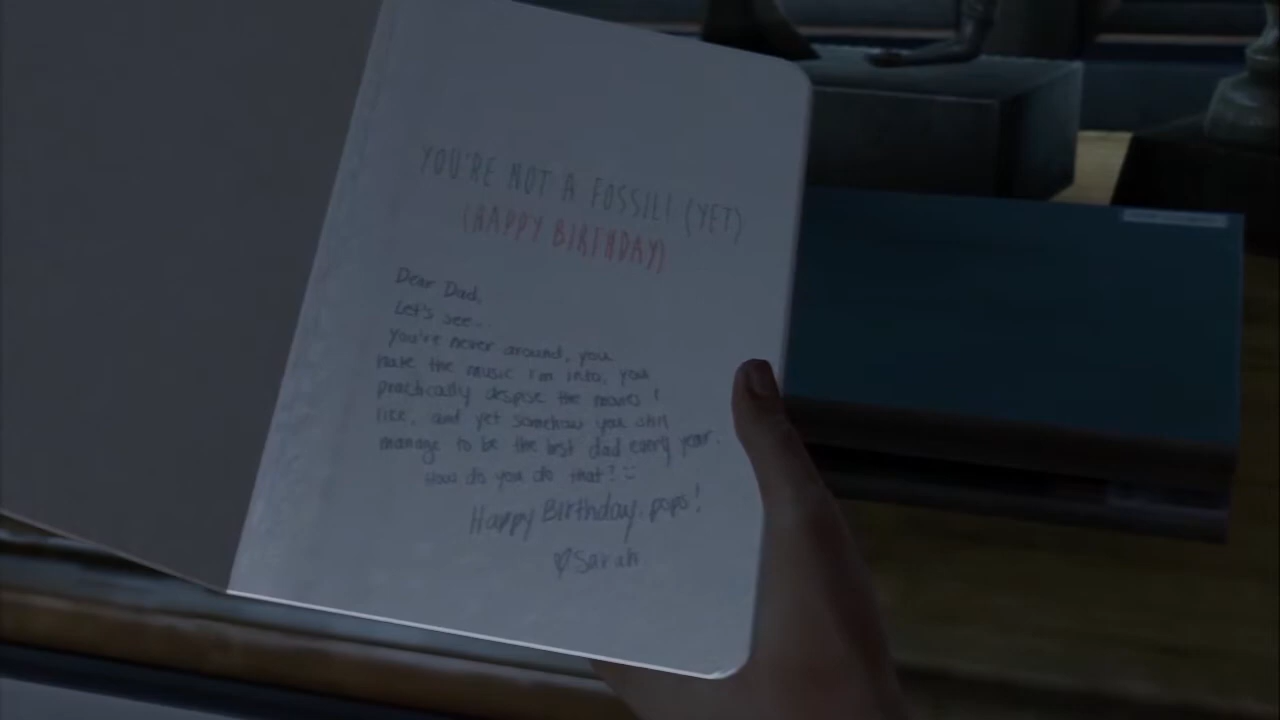 YOU'RE NOT A FOSSIL! (YET)
(HAPPY BIRTHDAY)
Dear Dad,
Let's see...
You're never around, you
hate the music I'm into, you
practically despise the movies I
like, and yet somehow you still
manage to be the best dad every year.
How do you do that? :)
Happy Birthday, pops!
♡Sarah